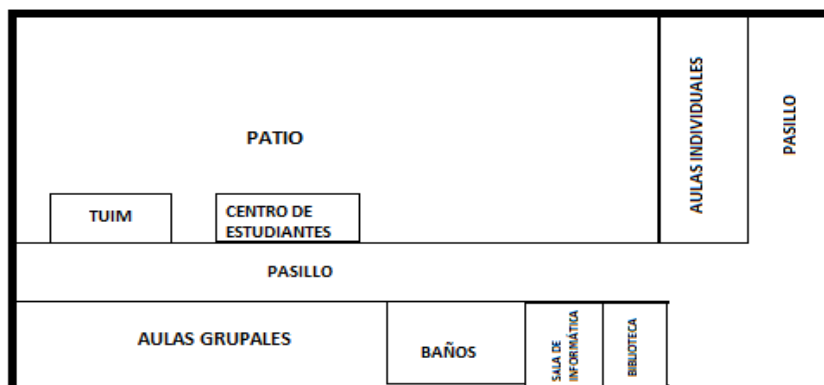 PATIO
AULAS INDIVIDUALES
PASILLO
TUIM
CENTRO DE
ESTUDIANTES
PASILLO
AULAS GRUPALES
BAÑOS
SALA DE
INFORMÁTICA
BIBLIOTECA